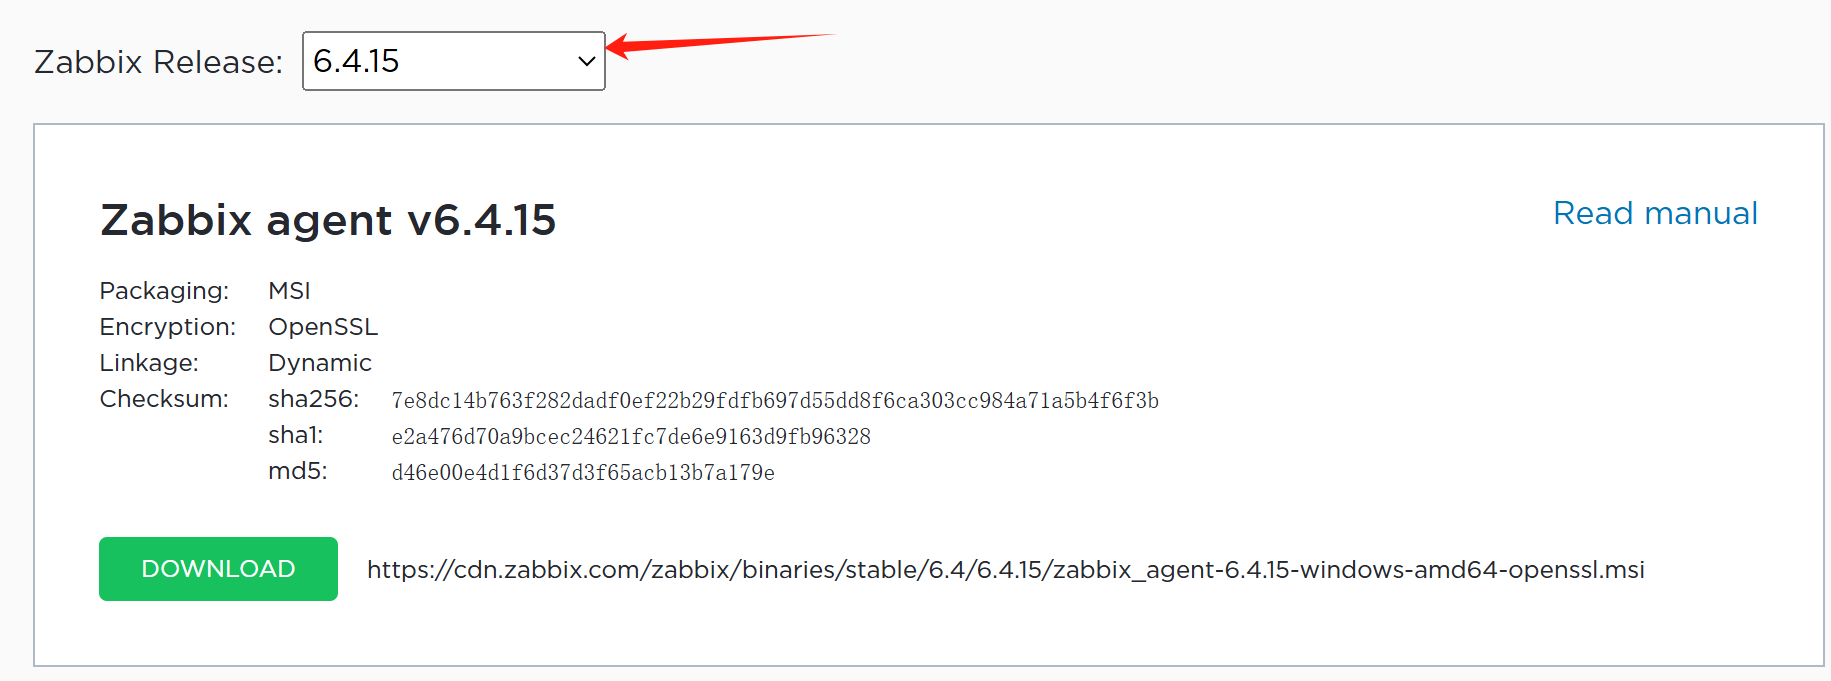 Zabbix Release: 6.4.15
Zabbix agent v6.4.15
Read manual
Packaging: MSI
Encryption: OpenSSL
Linkage: Dynamic
Checksum: sha256: 7e8dc14b763f282dadf0ef22b29fdfb697d55dd8f6ca303cc984a71a5b4f6f3b
sha1: e2a476d70a9bcec24621fc7de6e9163d9fb96328
md5: d46e00e4d1f6d37d3f65acb13b7a179e
DOWNLOAD https://cdn.zabbix.com/zabbix/binaries/stable/6.4/6.4.15/zabbix_agent-6.4.15-windows-amd64-openssl.msi